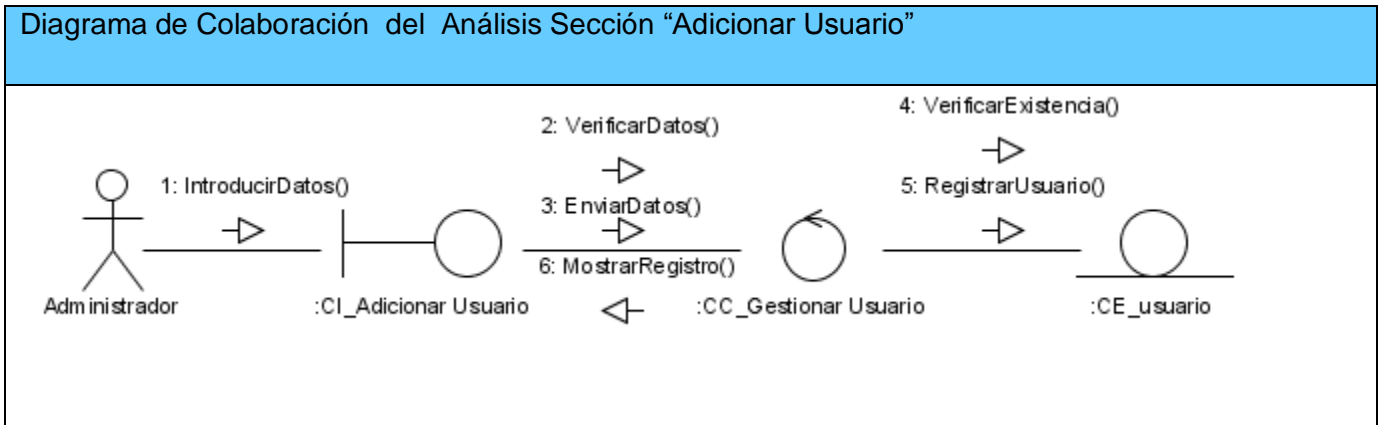 Diagrama de Colaboración del Análisis Sección “Adicionar Usuario”
4: VerificarExistencia()
2: VerificarDatos()
1: IntroducirDatos()
5: RegistrarUsuario()
3: EnviarDatos()
6: MostrarRegistro()
Administrador
:CI_Adicionar Usuario
:CC_Gestionar Usuario
:CE_usuario